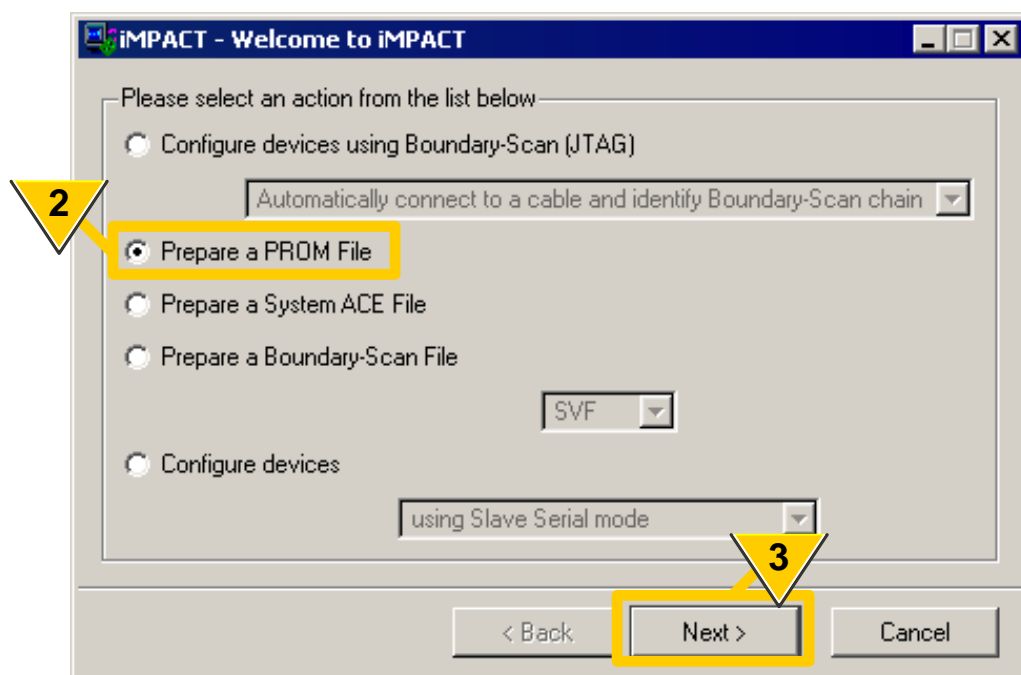 iMPACT - Welcome to iMPACT
Please select an action from the list below
Configure devices using Boundary-Scan (JTAG)
Automatically connect to a cable and identify Boundary-Scan chain
2
Prepare a PROM File
Prepare a System ACE File
Prepare a Boundary-Scan File
SVF
Configure devices
using Slave Serial mode
3
< Back
Next >
Cancel